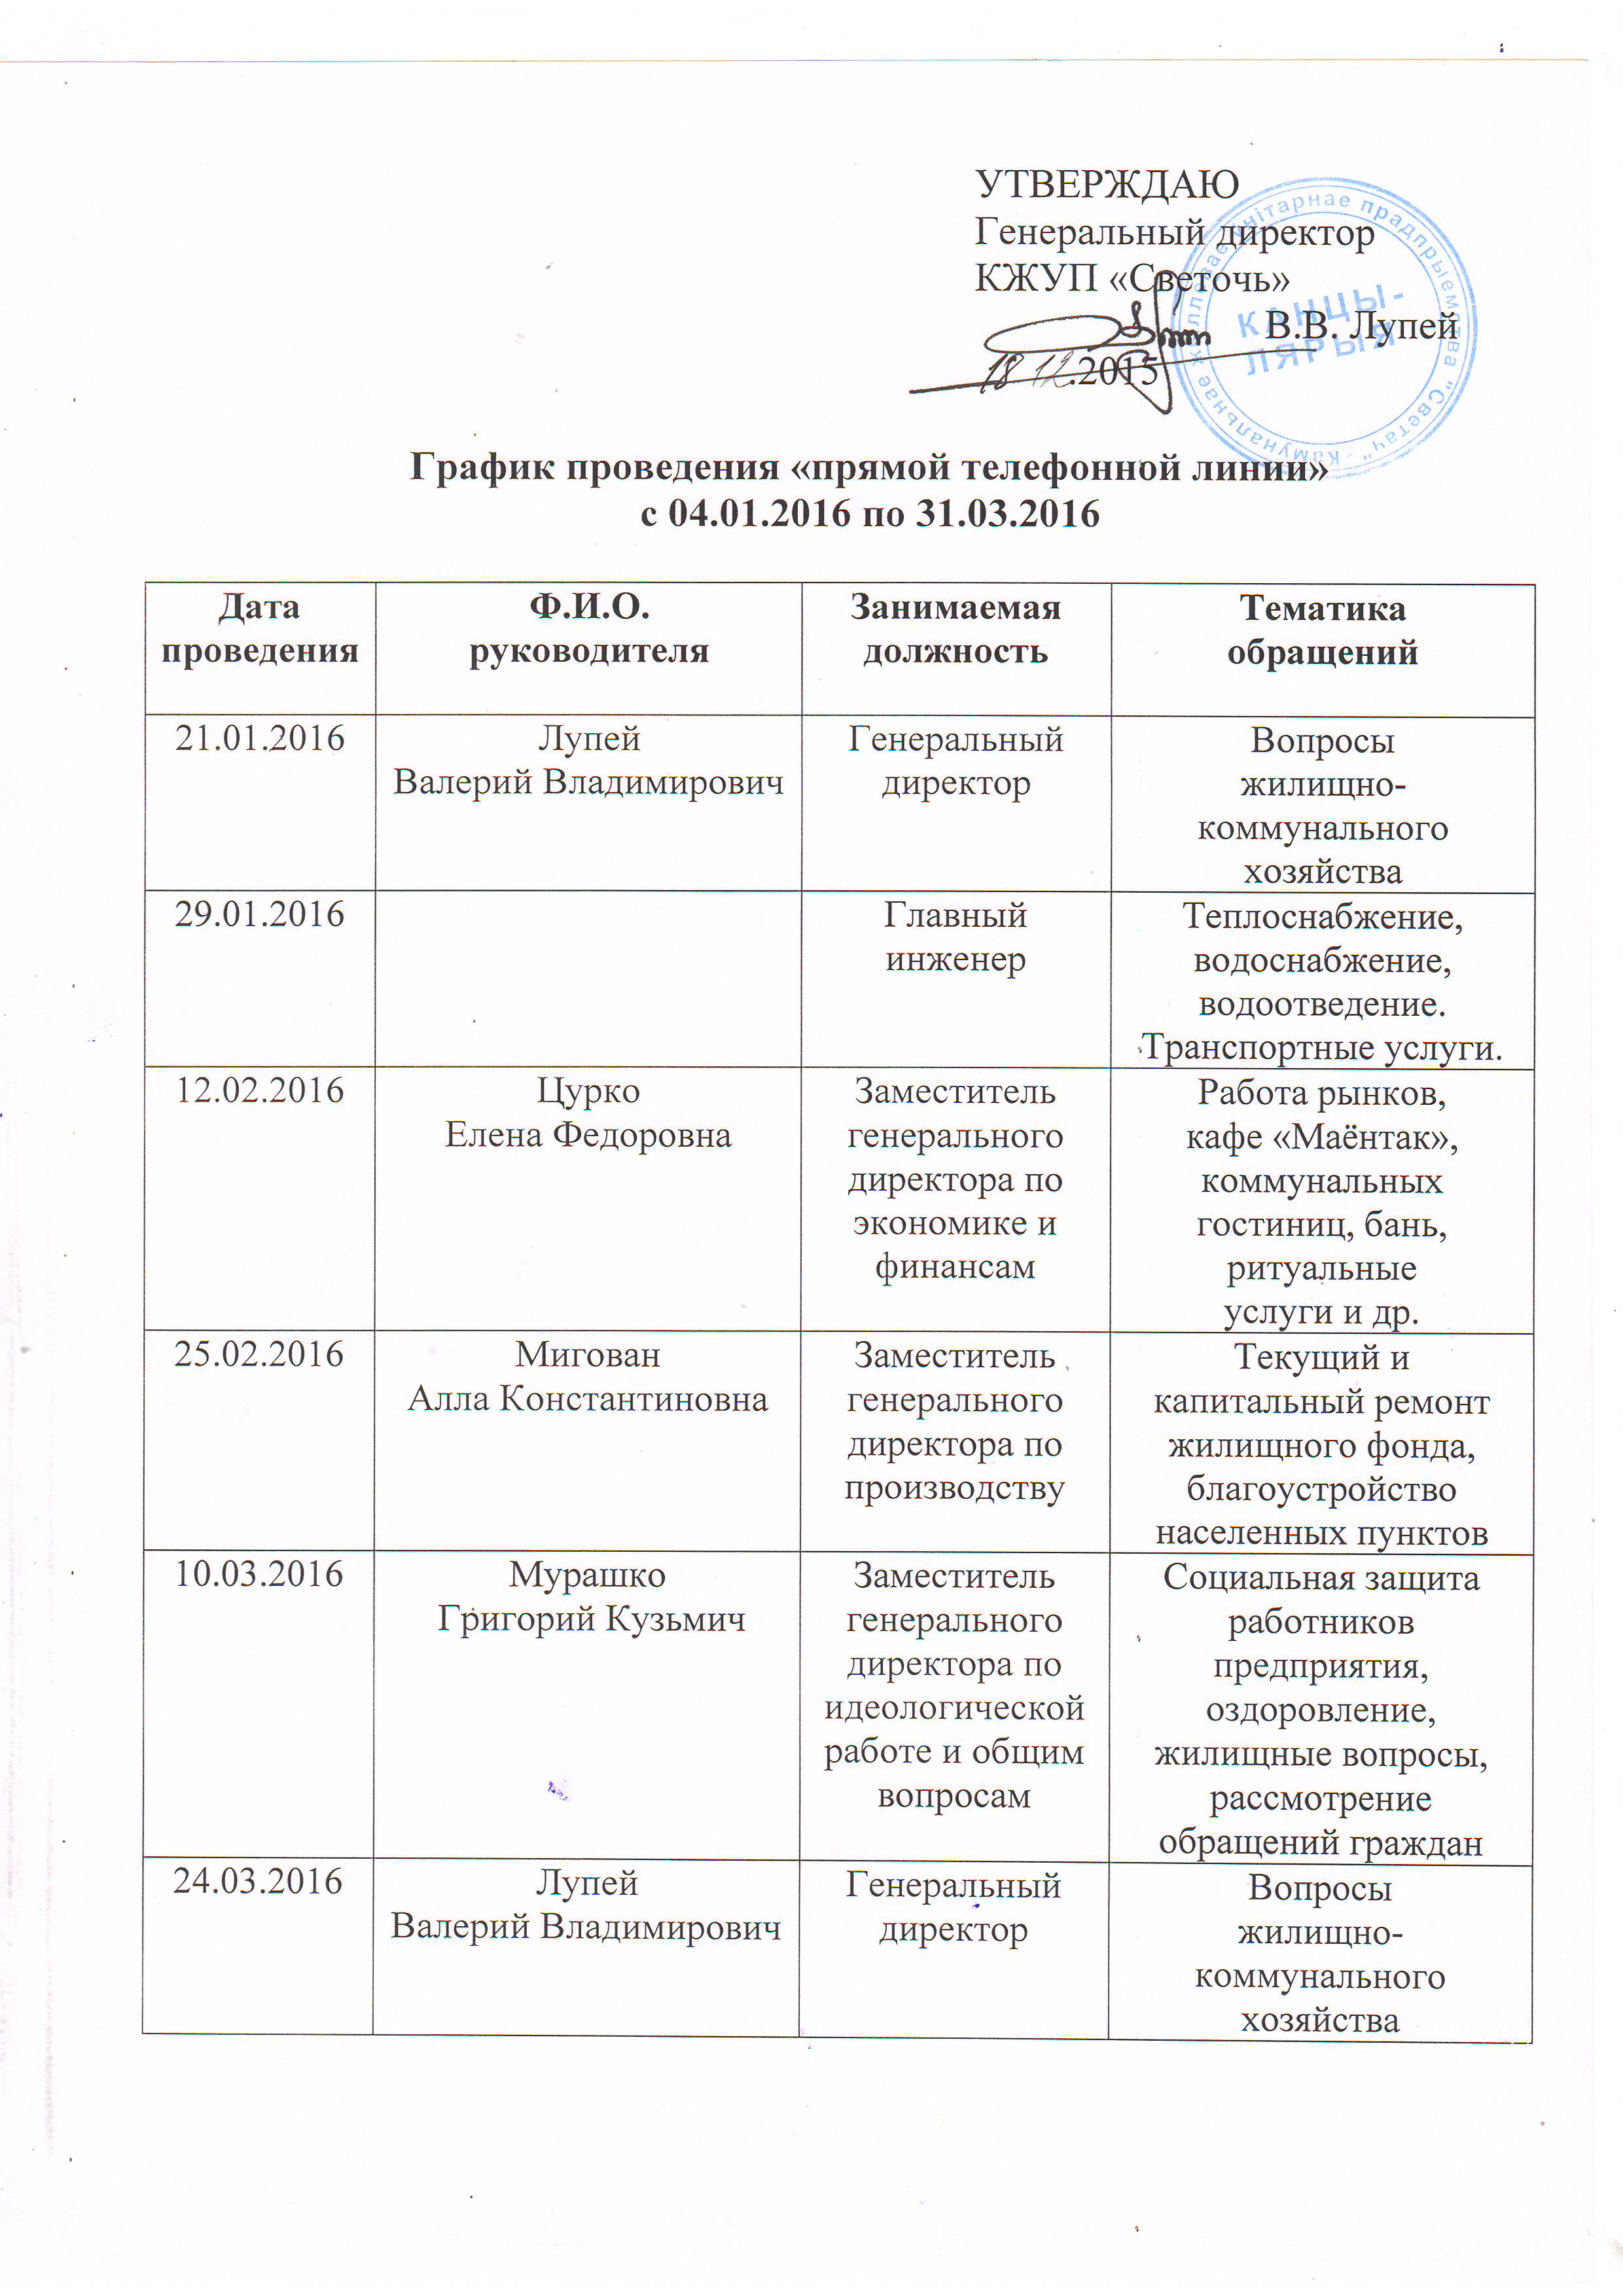 УТВЕРЖДАЮ
Генеральный директор
КЖУП «Светочь»
В.В. Лупей
18 12.2015
Камунальнае жыллёвае унітарнае прадпрыемства "Светач"
КАНЦЫ-
ЛЯРЫЯ
График проведения «прямой телефонной линии»
с 04.01.2016 по 31.03.2016
Дата
проведения
Ф.И.О.
руководителя
Занимаемая
должность
Тематика
обращений
21.01.2016
Лупей
Валерий Владимирович
Генеральный
директор
Вопросы
жилищно-
коммунального
хозяйства
29.01.2016
Главный
инженер
Теплоснабжение,
водоснабжение,
водоотведение.
Транспортные услуги.
12.02.2016
Цурко
Елена Федоровна
Заместитель
генерального
директора по
экономике и
финансам
Работа рынков,
кафе «Маёнтак»,
коммунальных
гостиниц, бань,
ритуальные
услуги и др.
25.02.2016
Мигован
Алла Константиновна
Заместитель
генерального
директора по
производству
Текущий и
капитальный ремонт
жилищного фонда,
благоустройство
населенных пунктов
10.03.2016
Мурашко
Григорий Кузьмич
Заместитель
генерального
директора по
идеологической
работе и общим
вопросам
Социальная защита
работников
предприятия,
оздоровление,
жилищные вопросы,
рассмотрение
обращений граждан
24.03.2016
Лупей
Валерий Владимирович
Генеральный
директор
Вопросы
жилищно-
коммунального
хозяйства